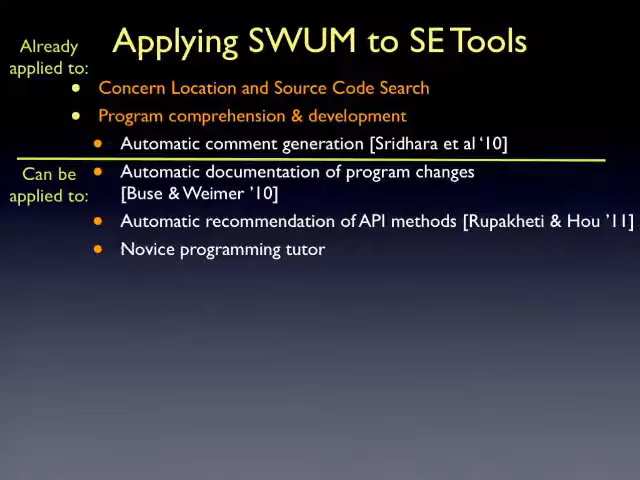 Applying SWUM to SE Tools
Already
applied to:
• Concern Location and Source Code Search
• Program comprehension & development
• Automatic comment generation [Sridhara et al ‘10]
Can be
applied to:
• Automatic documentation of program changes
[Buse & Weimer ’10]
• Automatic recommendation of API methods [Rupakheti & Hou ’11]
• Novice programming tutor